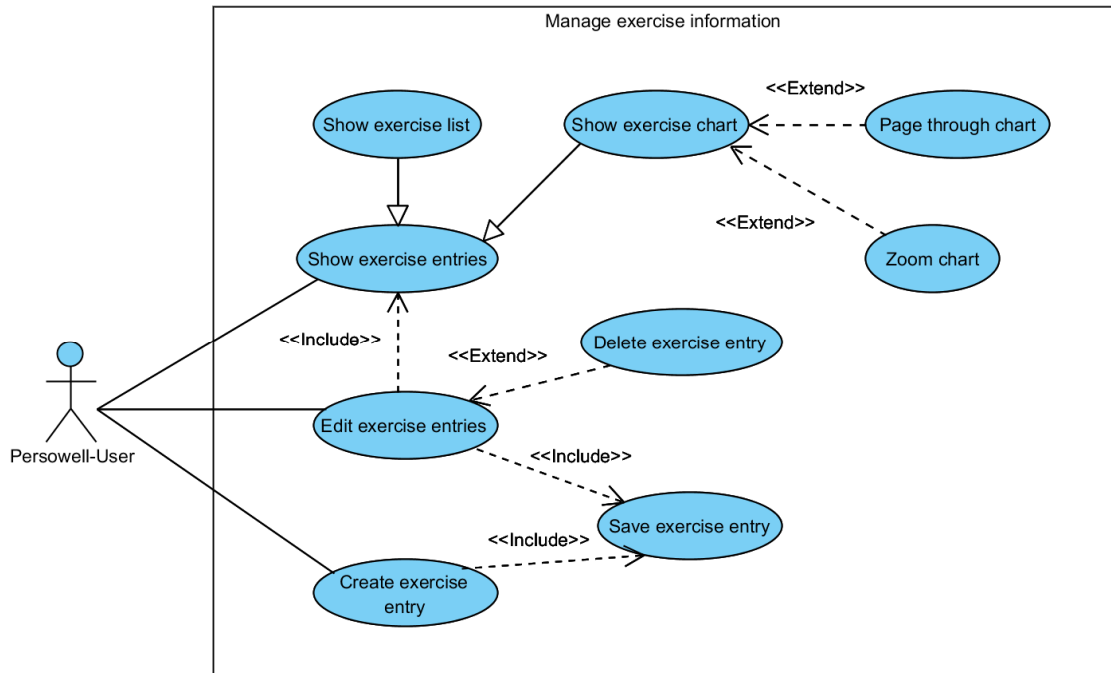 Manage exercise information
<<Extend>>
Show exercise list
Show exercise chart
Page through chart
<<Extend>>
Show exercise entries
Zoom chart
<<Include>>
<<Extend>>
Delete exercise entry
Edit exercise entries
Persowell-User
<<Include>>
Save exercise entry
<<Include>>
Create exercise
entry